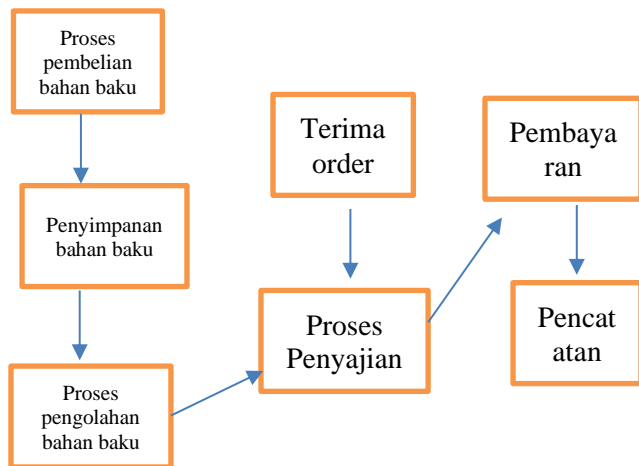 Proses
pembelian
bahan baku
Penyimpanan
bahan baku
Proses
pengolahan
bahan baku
Terima
order
Proses
Penyajian
Pembaya
ran
Pencat
atan